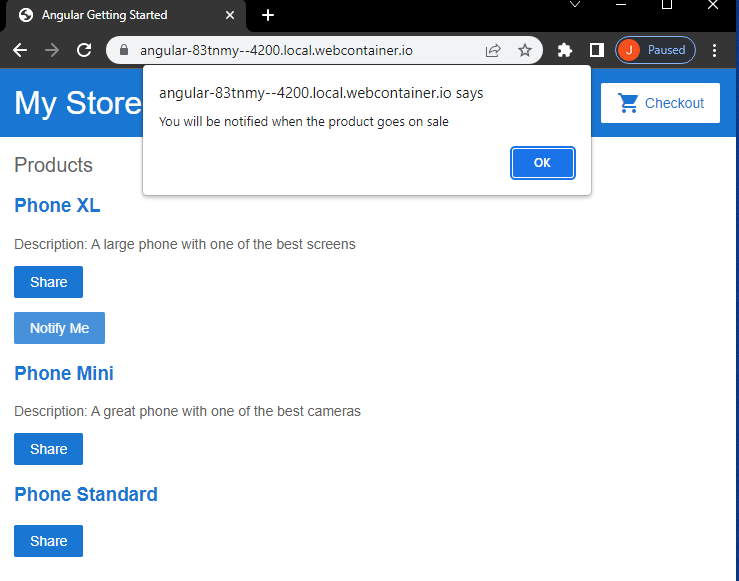 Angular Getting Started
angular-83tnmy--4200.local.webcontainer.io
J Paused
My Store
angular-83tnmy--4200.local.webcontainer.io says
You will be notified when the product goes on sale
OK
Checkout
Products
Phone XL
Description: A large phone with one of the best screens
Share
Notify Me
Phone Mini
Description: A great phone with one of the best cameras
Share
Phone Standard
Share